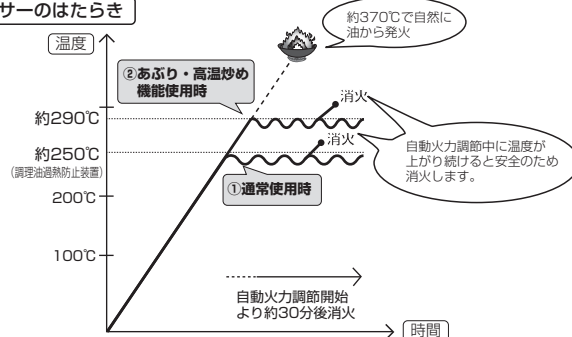 サーのはたらき
温度
約370℃で自然に
油から発火
②あぶり・高温炒め
機能使用時
消火
約290℃
消火
約250℃
(調理油過熱防止装置)
自動火力調節中に温度が
上がり続けると安全のため
消火します。
①通常使用時
200℃
100℃
自動火力調節開始
より約30分後消火
時間